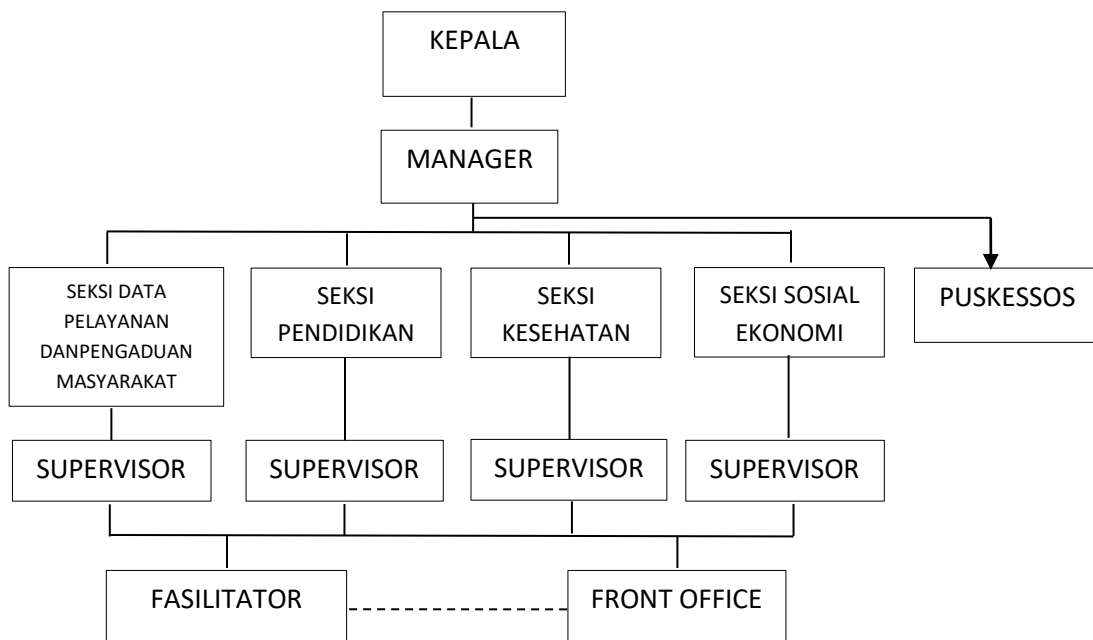 KEPALA
MANAGER
SEKSI DATA
PELAYANAN
DANPENGADUAN
MASYARAKAT
SEKSI
PENDIDIKAN
SEKSI
KESEHATAN
SEKSI SOSIAL
EKONOMI
PUSKESSOS
SUPERVISOR
SUPERVISOR
SUPERVISOR
SUPERVISOR
FASILITATOR
FRONT OFFICE